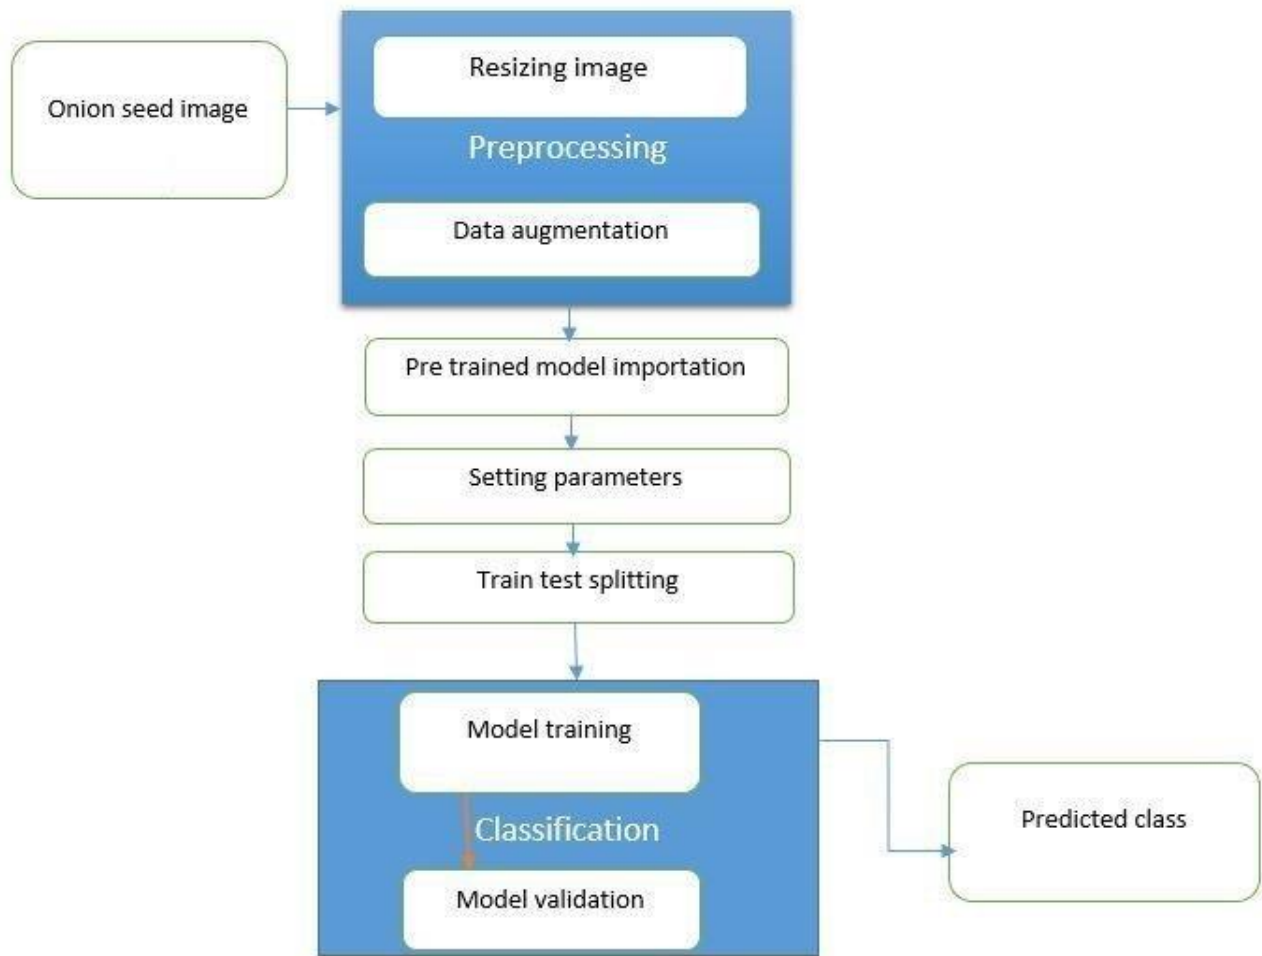 Onion seed image
Resizing image
Preprocessing
Data augmentation
Pre trained model importation
Setting parameters
Train test splitting
Model training
Classification
Model validation
Predicted class